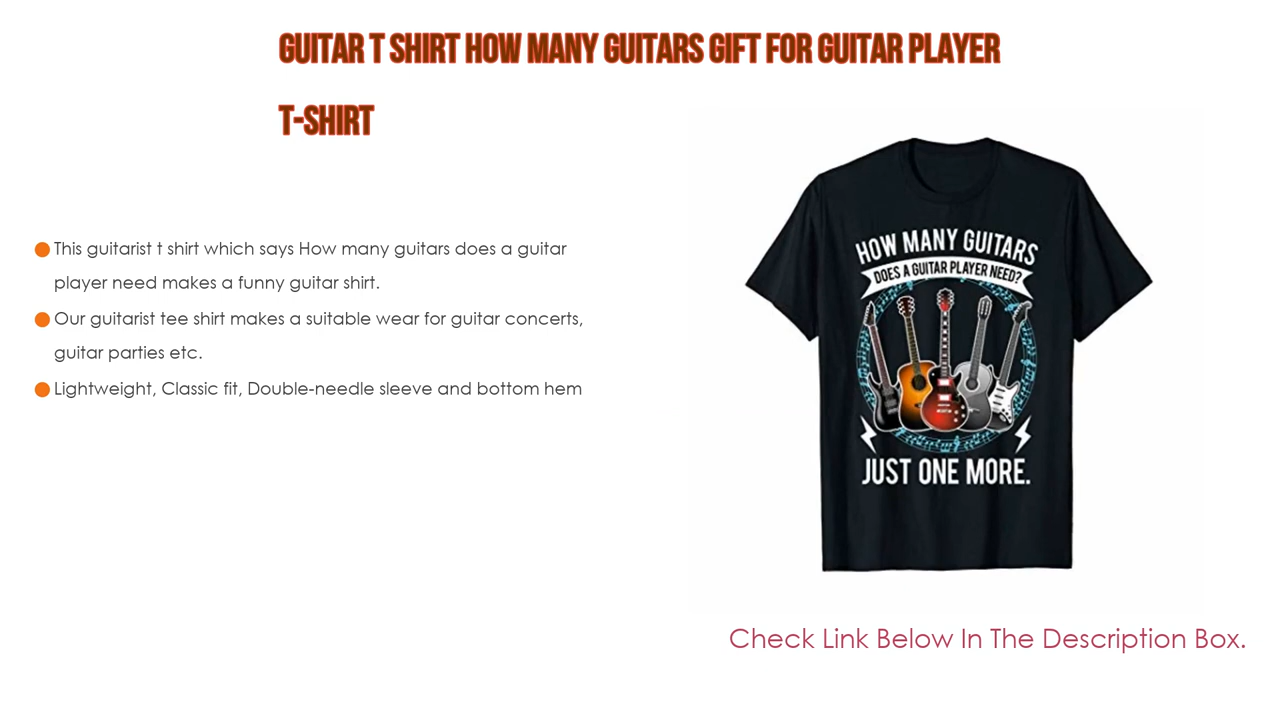 GUITAR T SHIRT HOW MANY GUITARS GIFT FOR GUITAR PLAYER
T-SHIRT
This guitarist t shirt which says How many guitars does a guitar
player need makes a funny guitar shirt.
Our guitarist tee shirt makes a suitable wear for guitar concerts,
guitar parties etc.
Lightweight, Classic fit, Double-needle sleeve and bottom hem
HOW MANY GUITARS
DOES A GUITAR PLAYER NEED?
JUST ONE MORE.
Check Link Below In The Description Box.